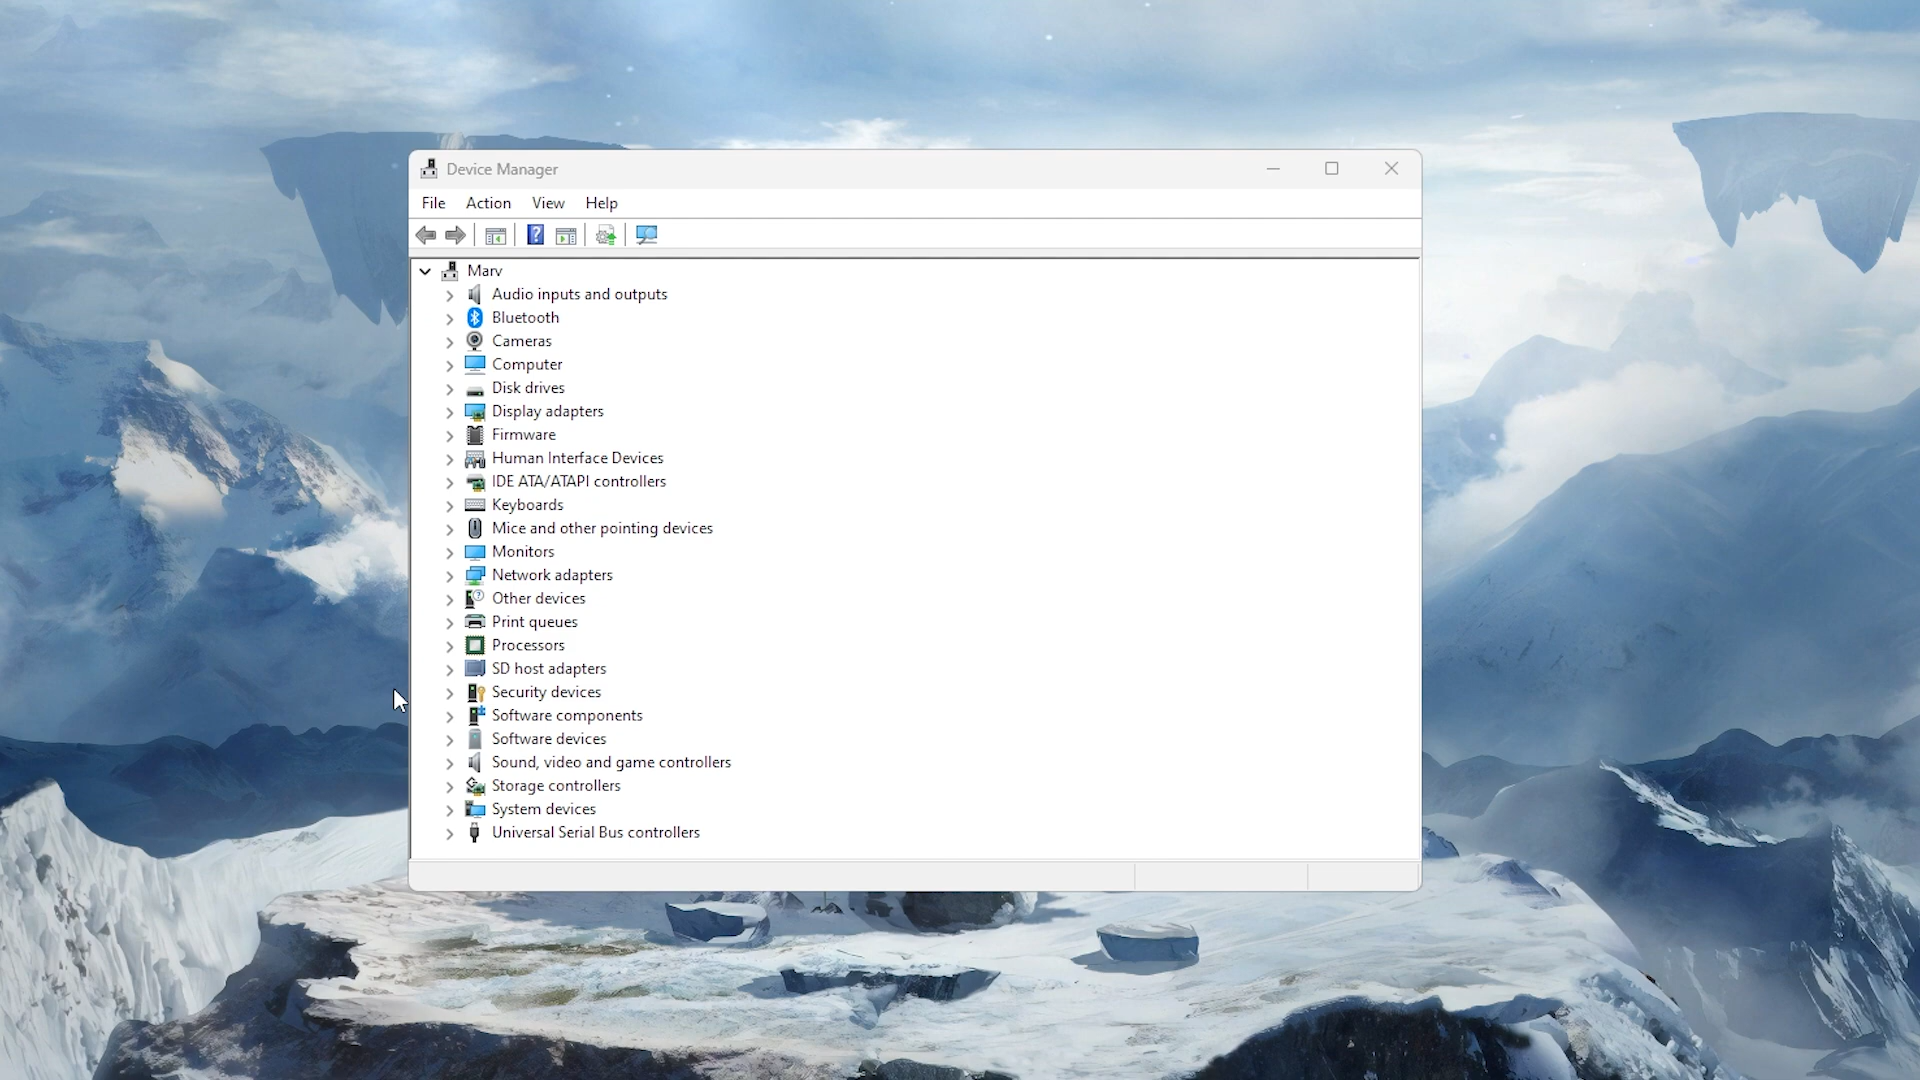 Device Manager
File Action View Help
Marv
Audio inputs and outputs
Bluetooth
Cameras
Computer
Disk drives
Display adapters
Firmware
Human Interface Devices
IDE ATA/ATAPI controllers
Keyboards
Mice and other pointing devices
Monitors
Network adapters
Other devices
Print queues
Processors
SD host adapters
Security devices
Software components
Software devices
Sound, video and game controllers
Storage controllers
System devices
Universal Serial Bus controllers